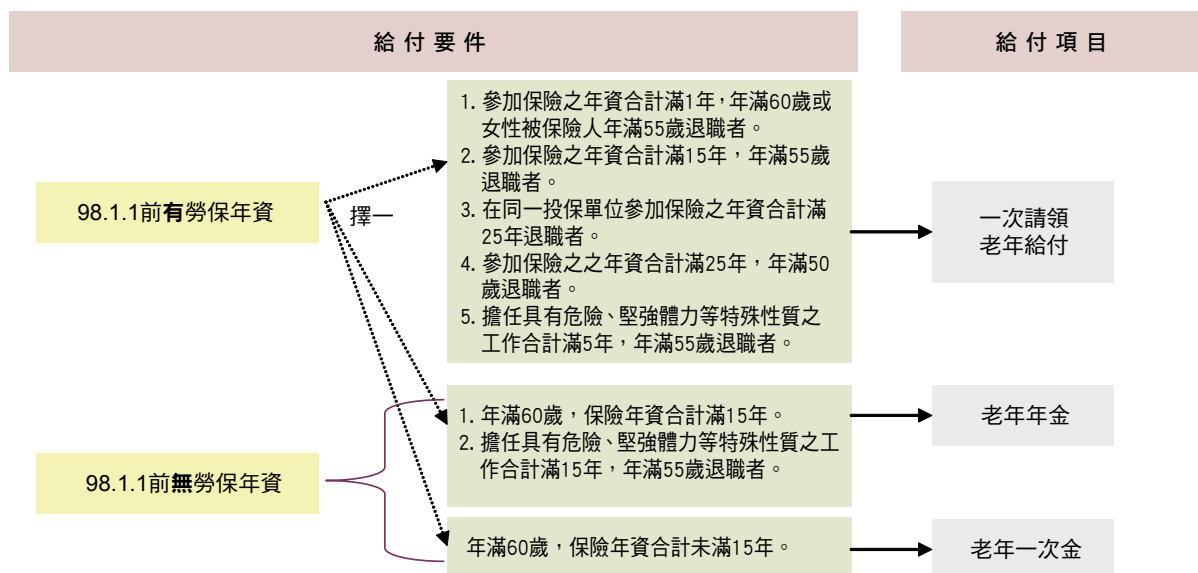 給付要件
給付項目
98.1.1前有勞保年資
擇一
1. 參加保險之年資合計滿1年，年滿60歲或
女性被保險人年滿55歲退職者。
2. 參加保險之年資合計滿15年，年滿55歲
退職者。
3. 在同一投保單位參加保險之年資合計滿
25年退職者。
4. 參加保險之之年資合計滿25年，年滿50
歲退職者。
5. 擔任具有危險、堅強體力等特殊性質之
工作合計滿5年，年滿55歲退職者。
一次請領
老年給付
98.1.1前無勞保年資
1. 年滿60歲，保險年資合計滿15年。
2. 擔任具有危險、堅強體力等特殊性質之工
作合計滿15年，年滿55歲退職者。
老年年金
年滿60歲，保險年資合計未滿15年。
老年一次金